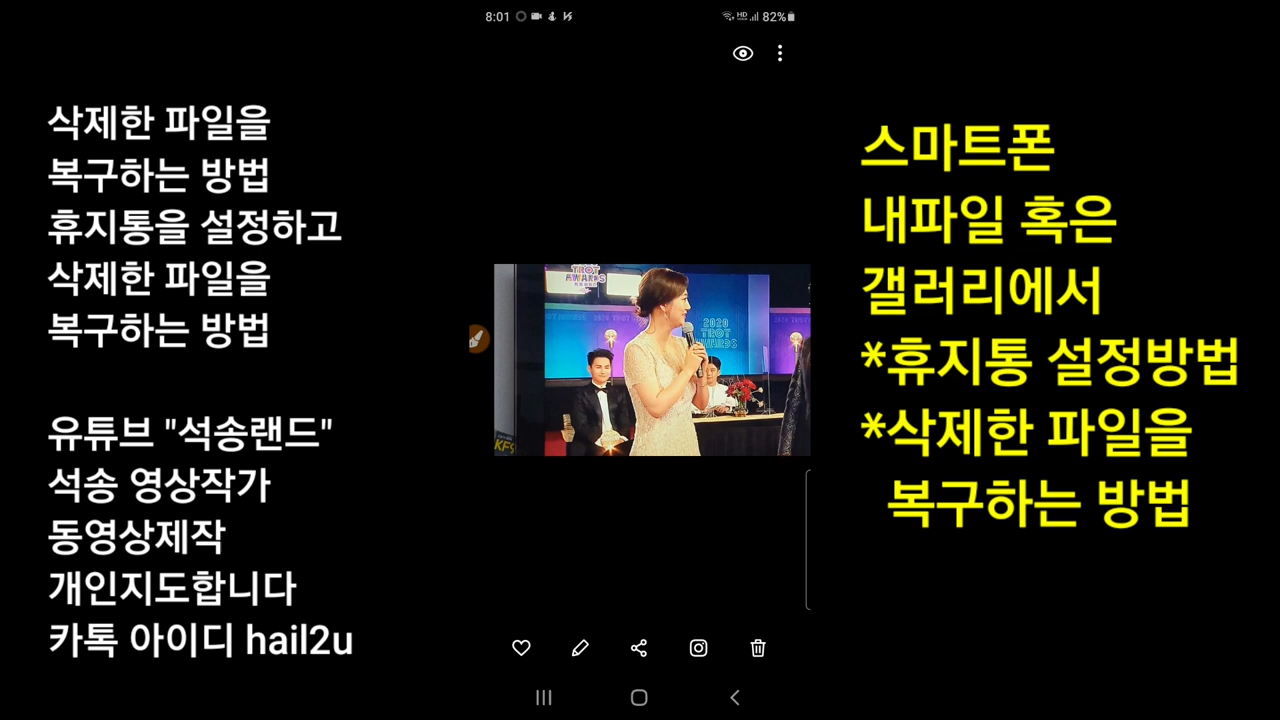 삭제한 파일을
복구하는 방법
휴지통을 설정하고
삭제한 파일을
복구하는 방법
유튜브 "석송랜드"
석송 영상작가
동영상제작
개인지도합니다
카톡 아이디 hail2u
8:01
HD
82%
TROT
AWARDS
2020
TROT
AWARDS
KFS
스마트폰
내파일 혹은
갤러리에서
*휴지통 설정방법
*삭제한 파일을
복구하는 방법